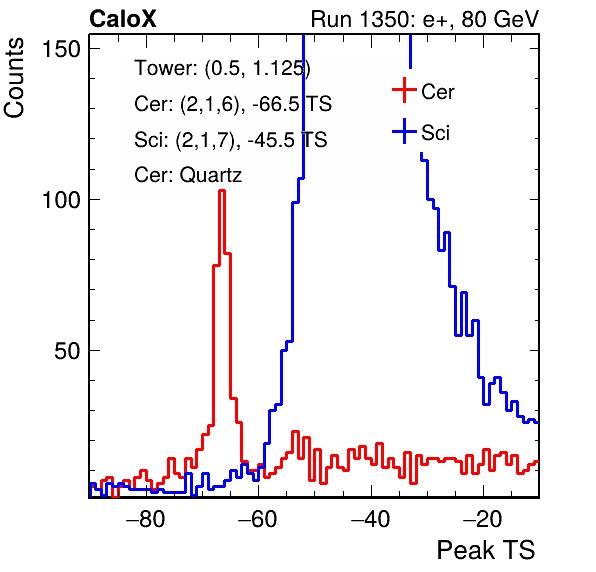 CaloX Run 1350: e+, 80 GeV
Counts
150
100
50
Tower: (0.5, 1.125)
Cer: (2,1,6), -66.5 TS
Sci: (2,1,7), -45.5 TS
Cer: Quartz
Cer
Sci
−80 −60 −40 −20
Peak TS